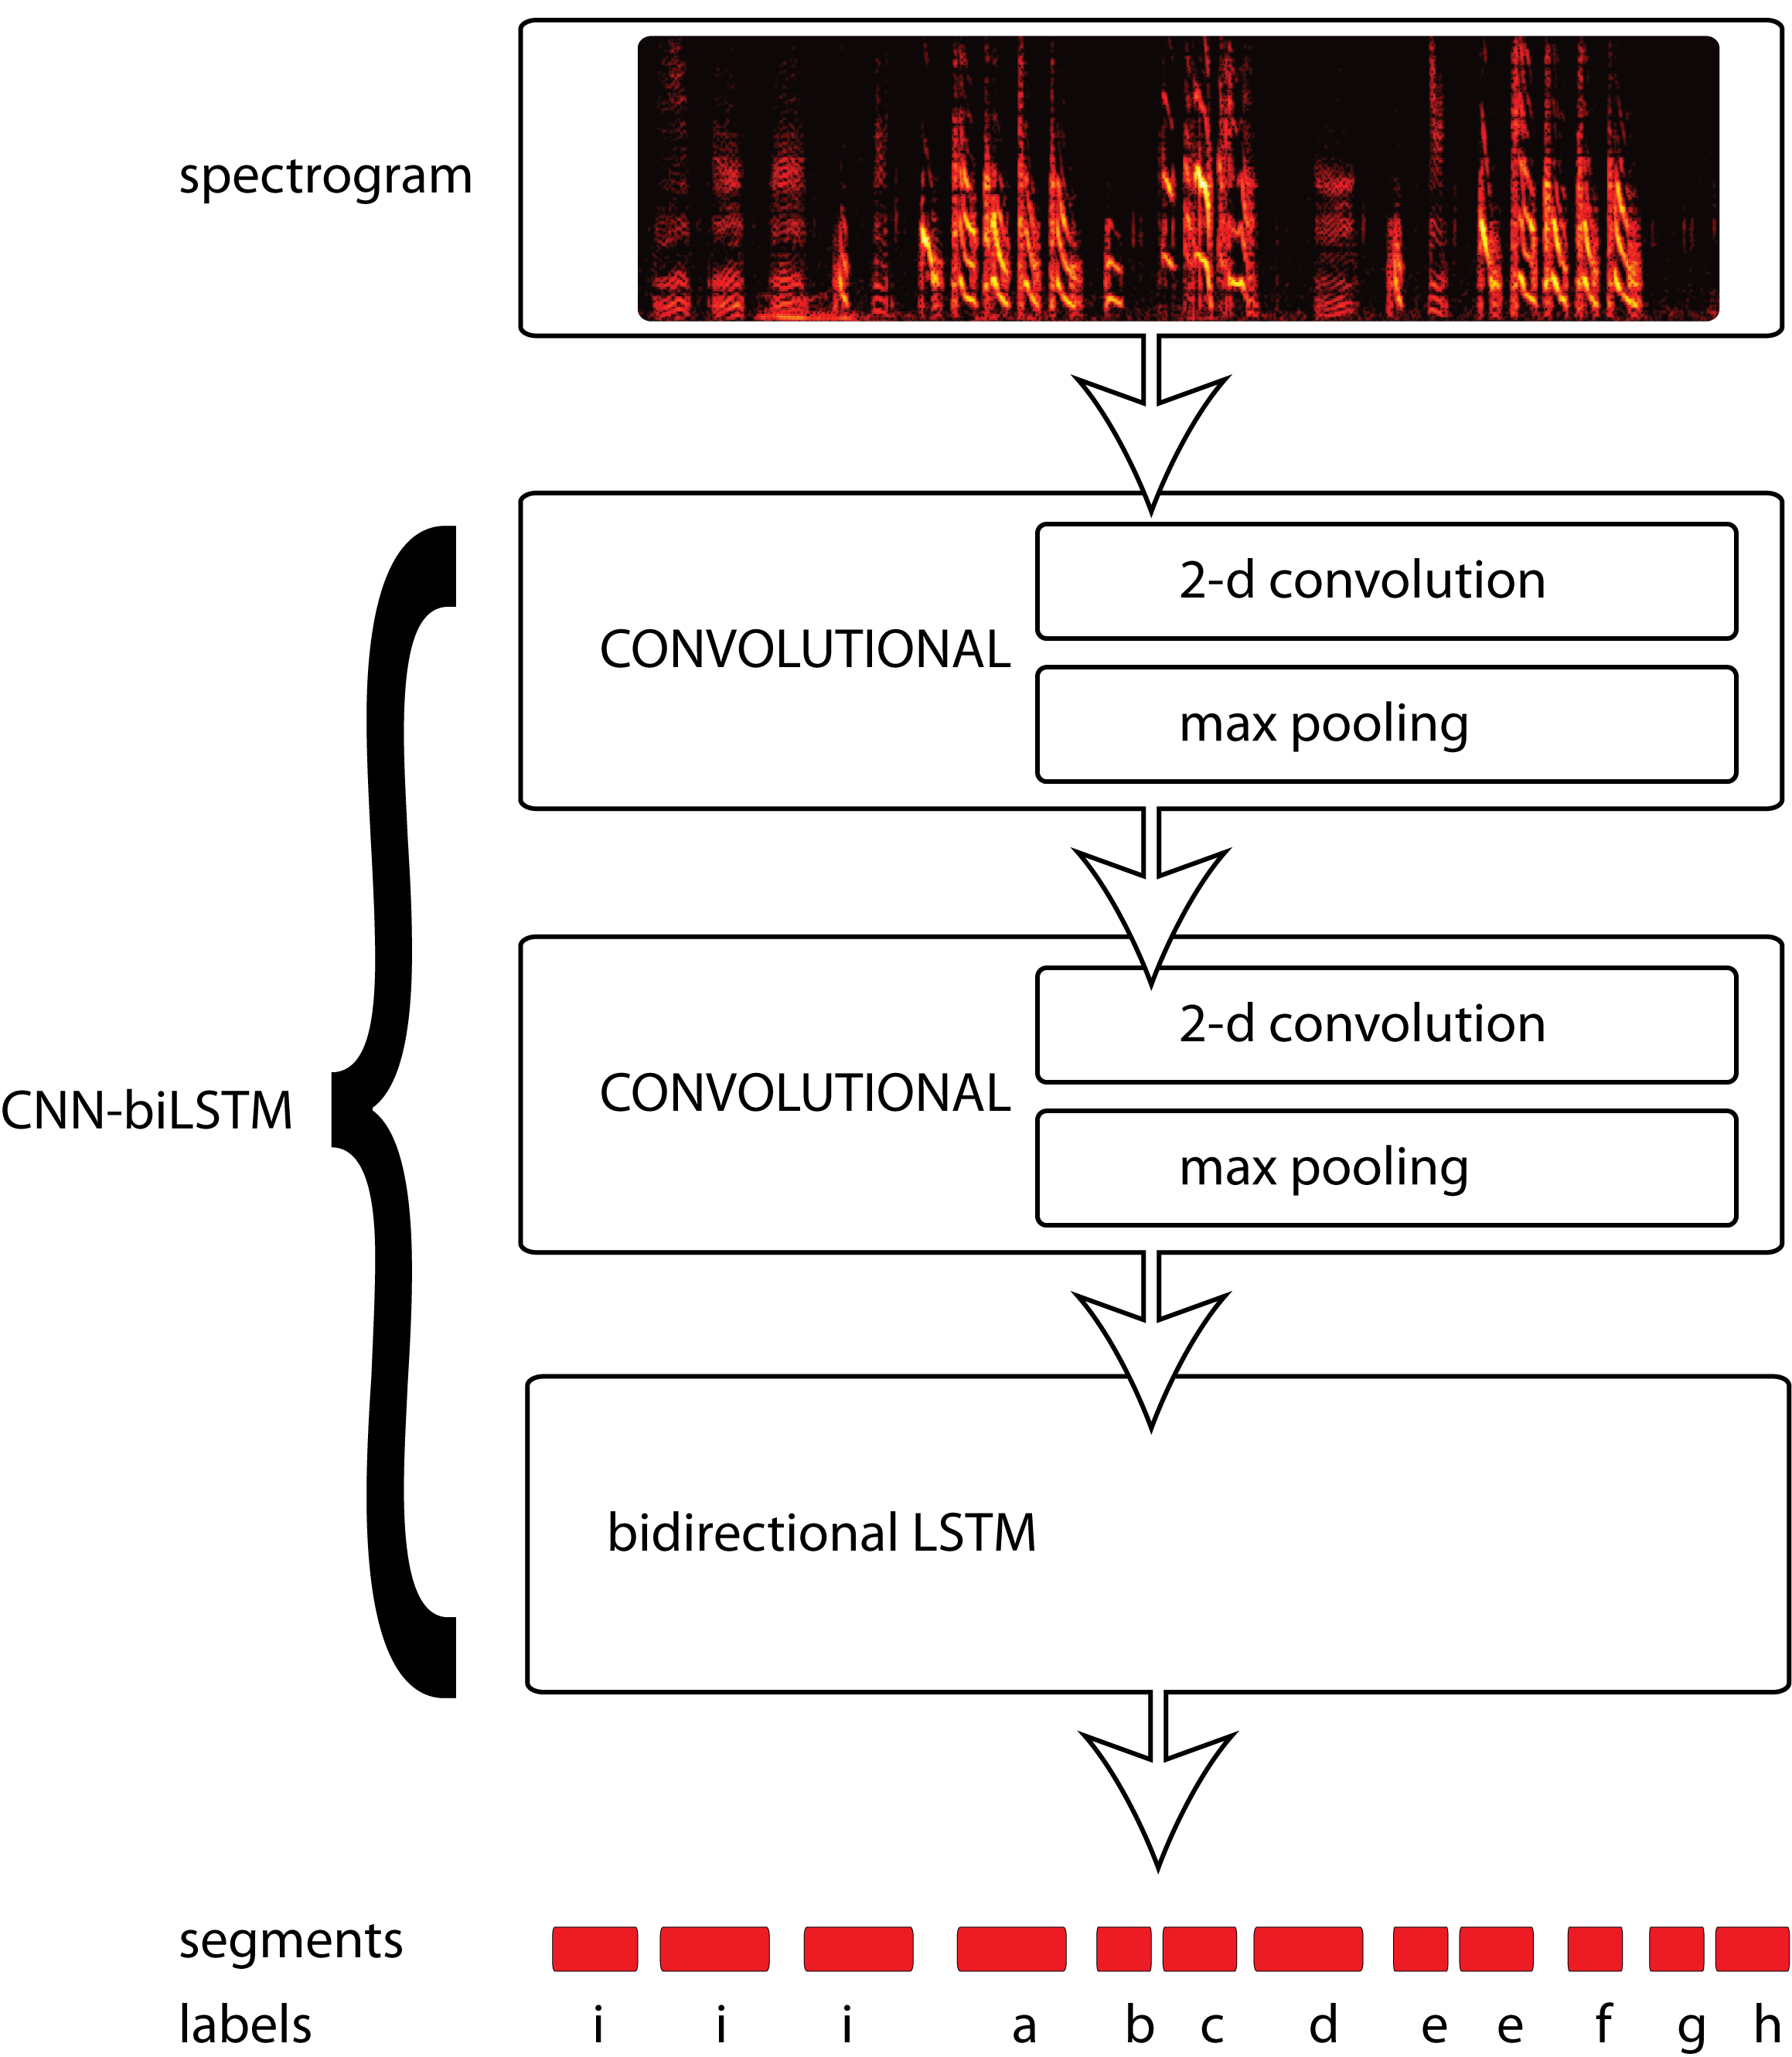 spectrogram
2-d convolution
CONVOLUTIONAL
max pooling
2-d convolution
CONVOLUTIONAL
CNN-biLSTM
max pooling
bidirectional LSTM
segments
labels i i i a b c d e e f g h